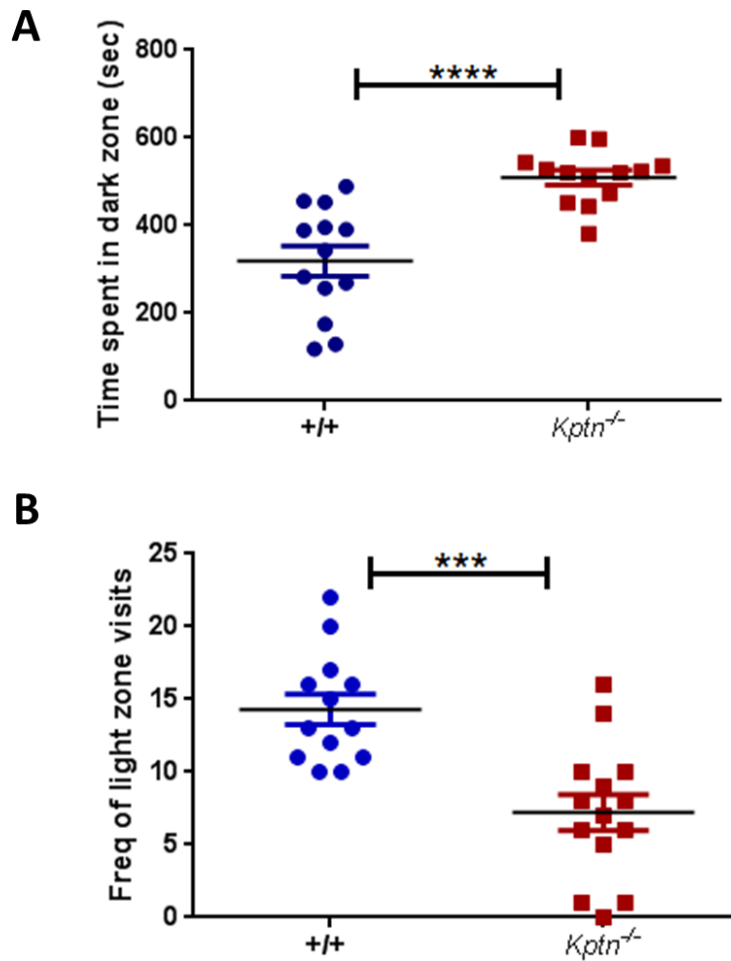 A
Time spent in dark zone (sec)
800
600
400
200
0
****
+/+
Kptn⁻/⁻
B
Freq of light zone visits
25
20
15
10
5
0
***
+/+
Kptn⁻/⁻